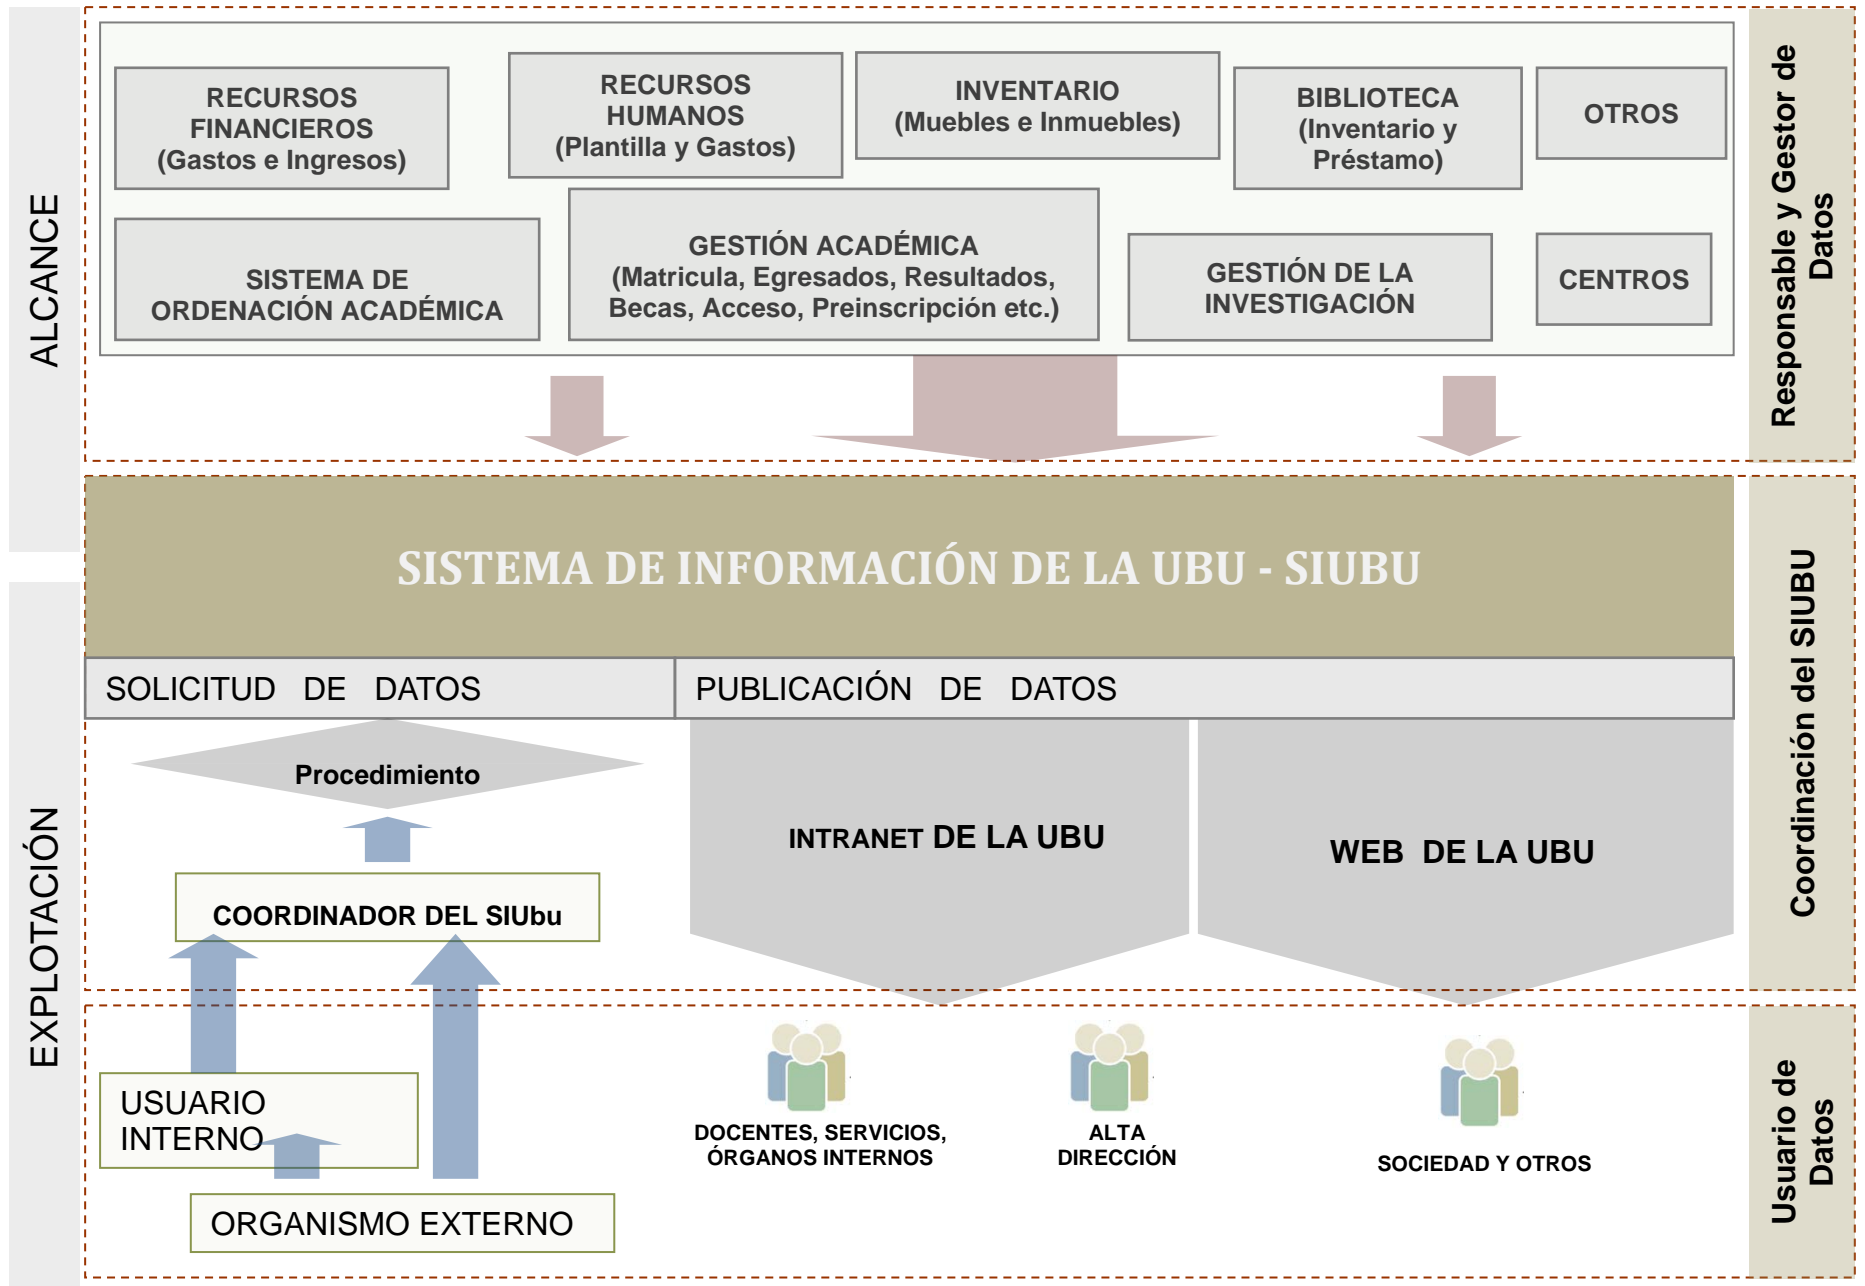 ALCANCE
RECURSOS
FINANCIEROS
(Gastos e Ingresos)
RECURSOS
HUMANOS
(Plantilla y Gastos)
INVENTARIO
(Muebles e Inmuebles)
BIBLIOTECA
(Inventario y
Préstamo)
OTROS
SISTEMA DE
ORDENACIÓN ACADÉMICA
GESTIÓN ACADÉMICA
(Matricula, Egresados, Resultados,
Becas, Acceso, Preinscripción etc.)
GESTIÓN DE LA
INVESTIGACIÓN
CENTROS
Responsable y Gestor de
Datos
SISTEMA DE INFORMACIÓN DE LA UBU - SIUBU
EXPLOTACIÓN
SOLICITUD DE DATOS
PUBLICACIÓN DE DATOS
Procedimiento
COORDINADOR DEL SIUbu
INTRANET DE LA UBU
WEB DE LA UBU
Coordinación del SIUBU
USUARIO
INTERNO
ORGANISMO EXTERNO
DOCENTES, SERVICIOS,
ÓRGANOS INTERNOS
ALTA
DIRECCIÓN
SOCIEDAD Y OTROS
Usuario de
Datos